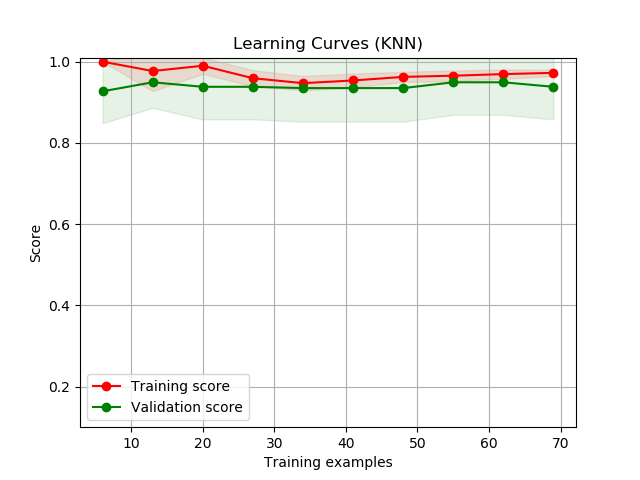 Learning Curves (KNN)
1.0
0.8
0.6
0.4
0.2
Score
Training score
Validation score
10 20 30 40 50 60 70
Training examples